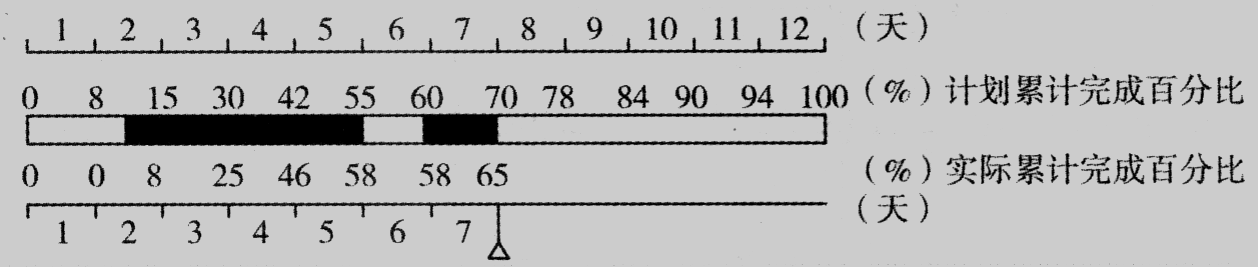 1 2 3 4 5 6 7 8 9 10 11 12 (天)
0 8 15 30 42 55 60 70 78 84 90 94 100 (%)计划累计完成百分比
0 0 8 25 46 58 58 65 (%)实际累计完成百分比
(天)
1 2 3 4 5 6 7